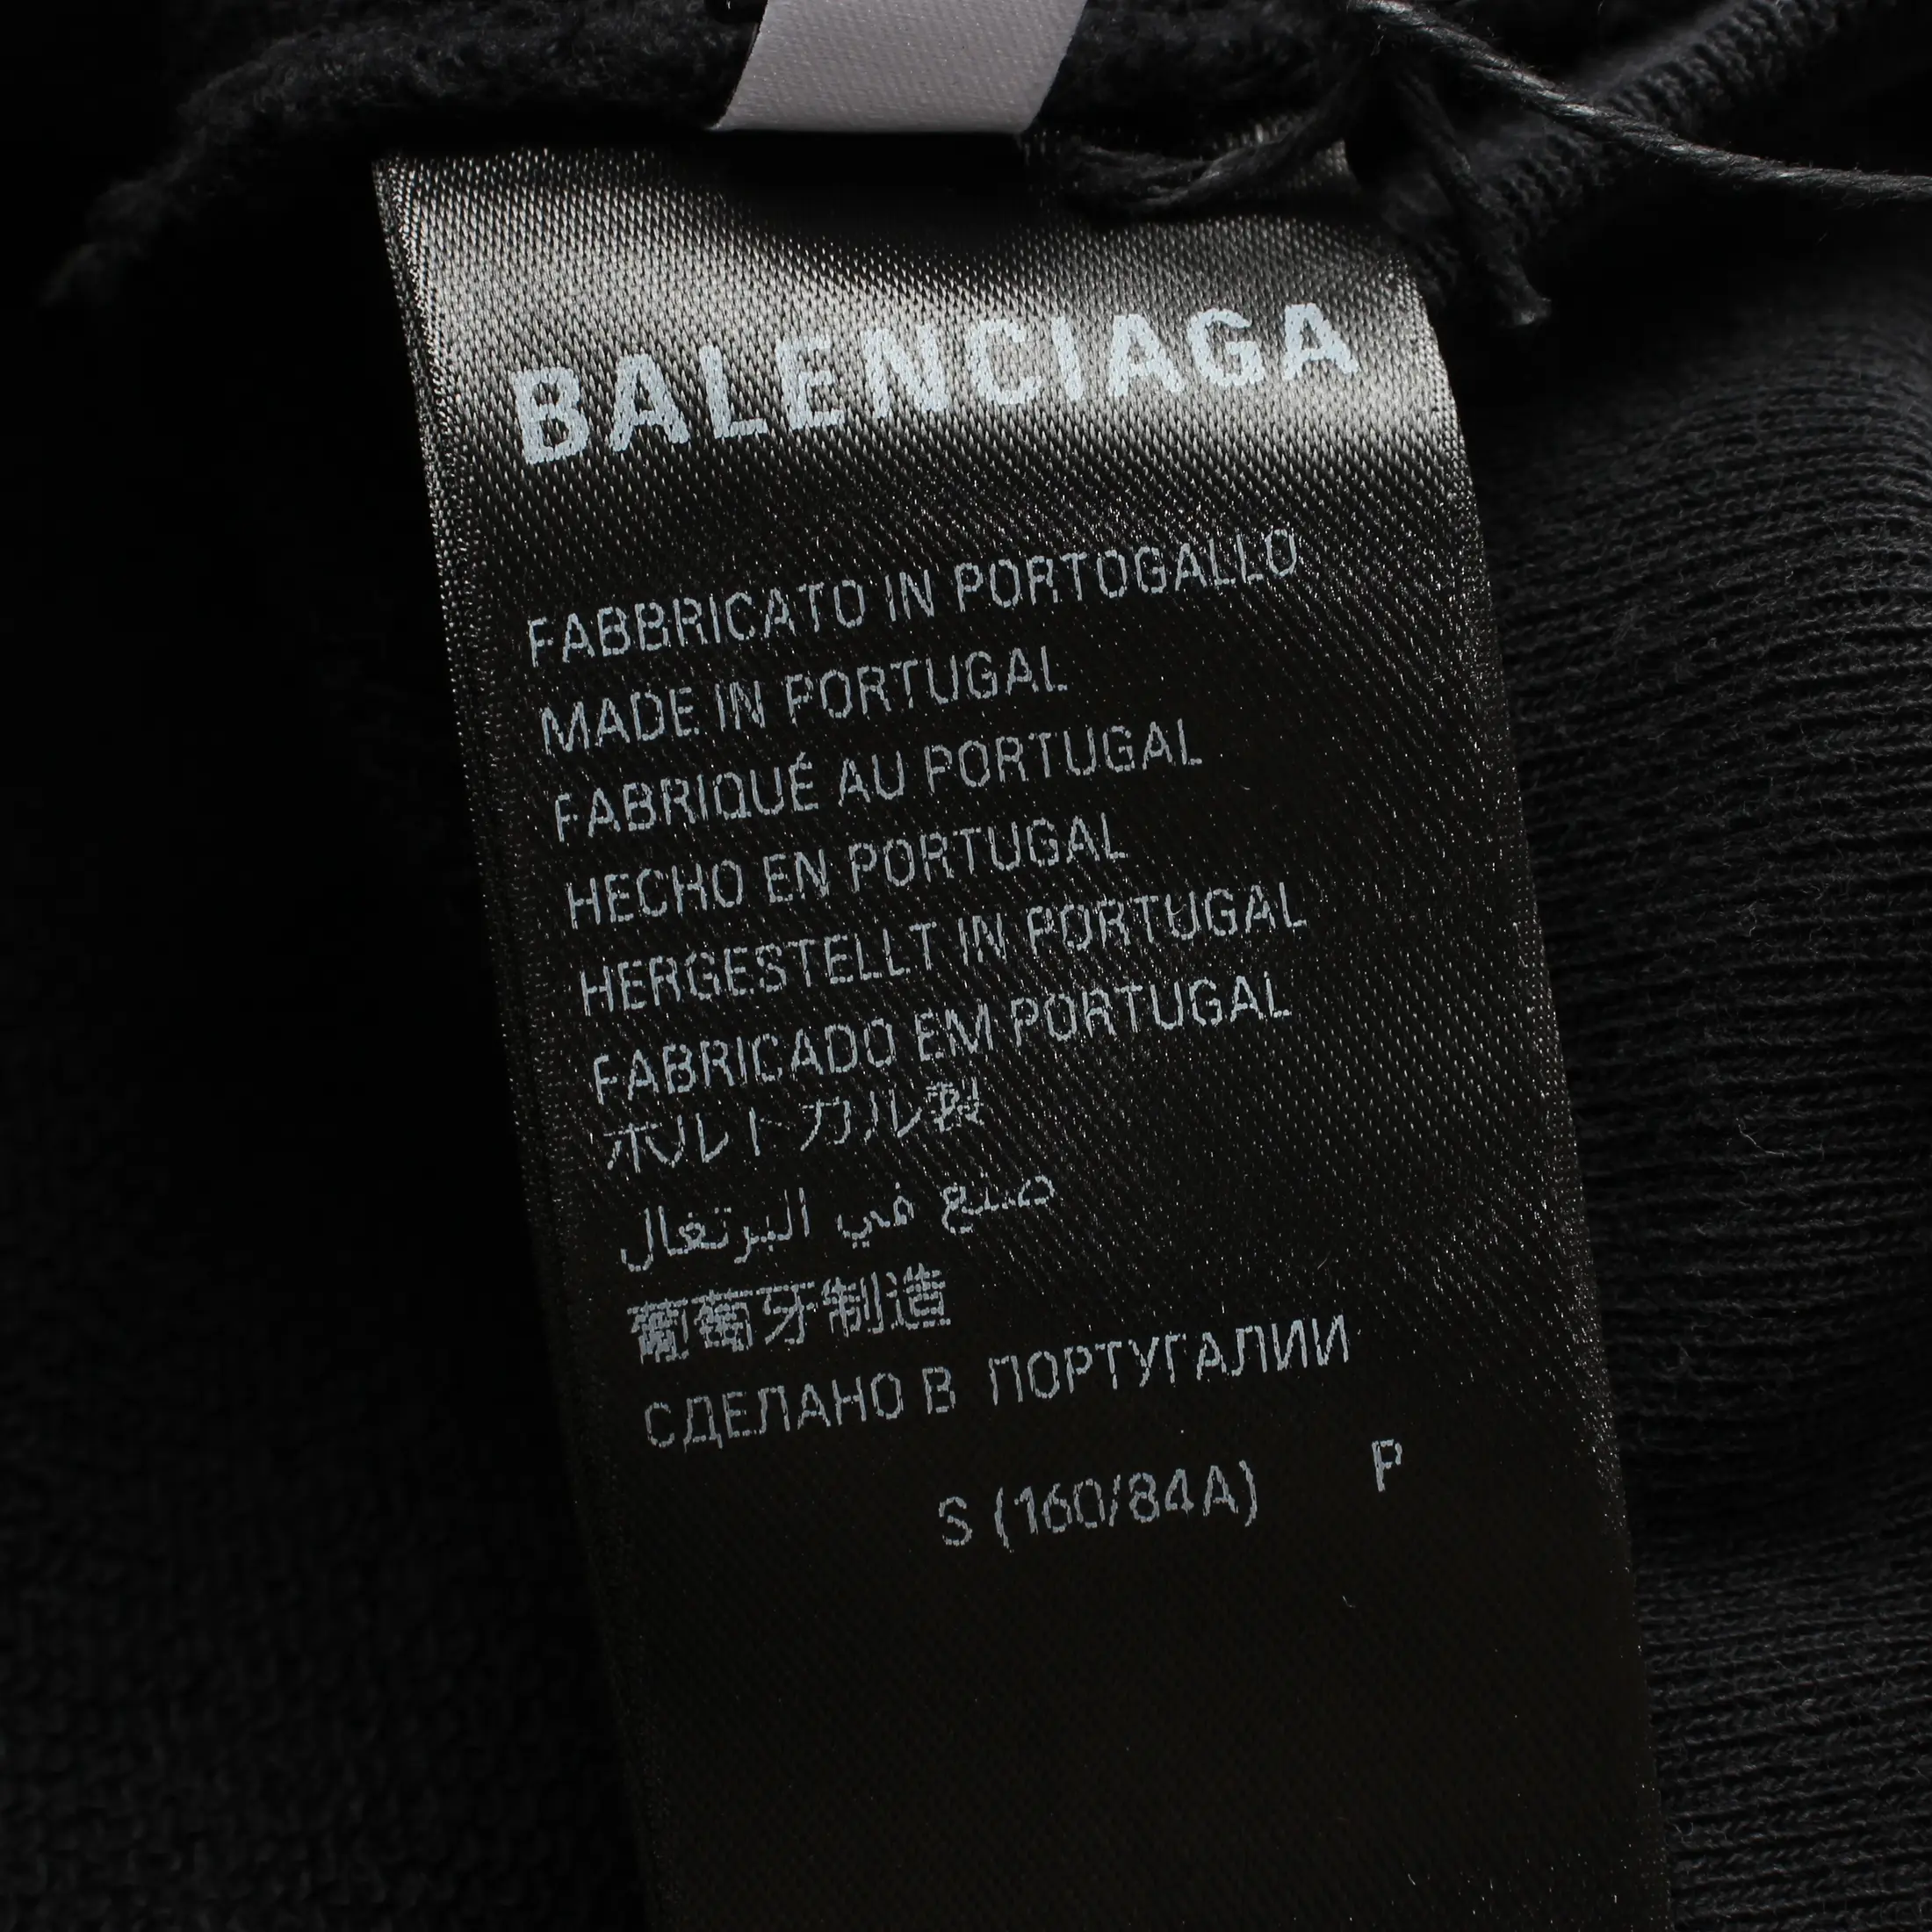 BALENCIAGA
FABBRICATO IN PORTOGALLO
MADE IN PORTUGAL
FABRIQUÉ AU PORTUGAL
HECHO EN PORTUGAL
HERGESTELLT IN PORTUGAL
FABRICADO EM PORTUGAL
ポルトガル製
صنع في البرتغال
葡萄牙制造
СДЕЛАНО В ПОРТУГАЛИИ
S (160/84A) P